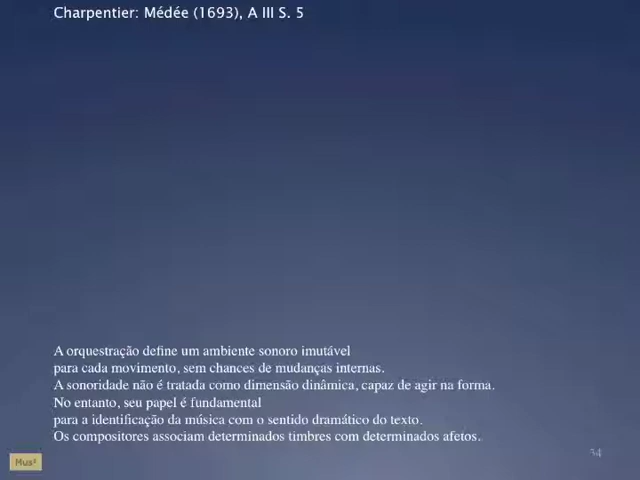 Charpentier: Médée (1693), A III S. 5
A orquestração define um ambiente sonoro imutável
para cada movimento, sem chances de mudanças internas.
A sonoridade não é tratada como dimensão dinâmica, capaz de agir na forma.
No entanto, seu papel é fundamental
para a identificação da música com o sentido dramático do texto.
Os compositores associam determinados timbres com determinados afetos.
34
Mus³